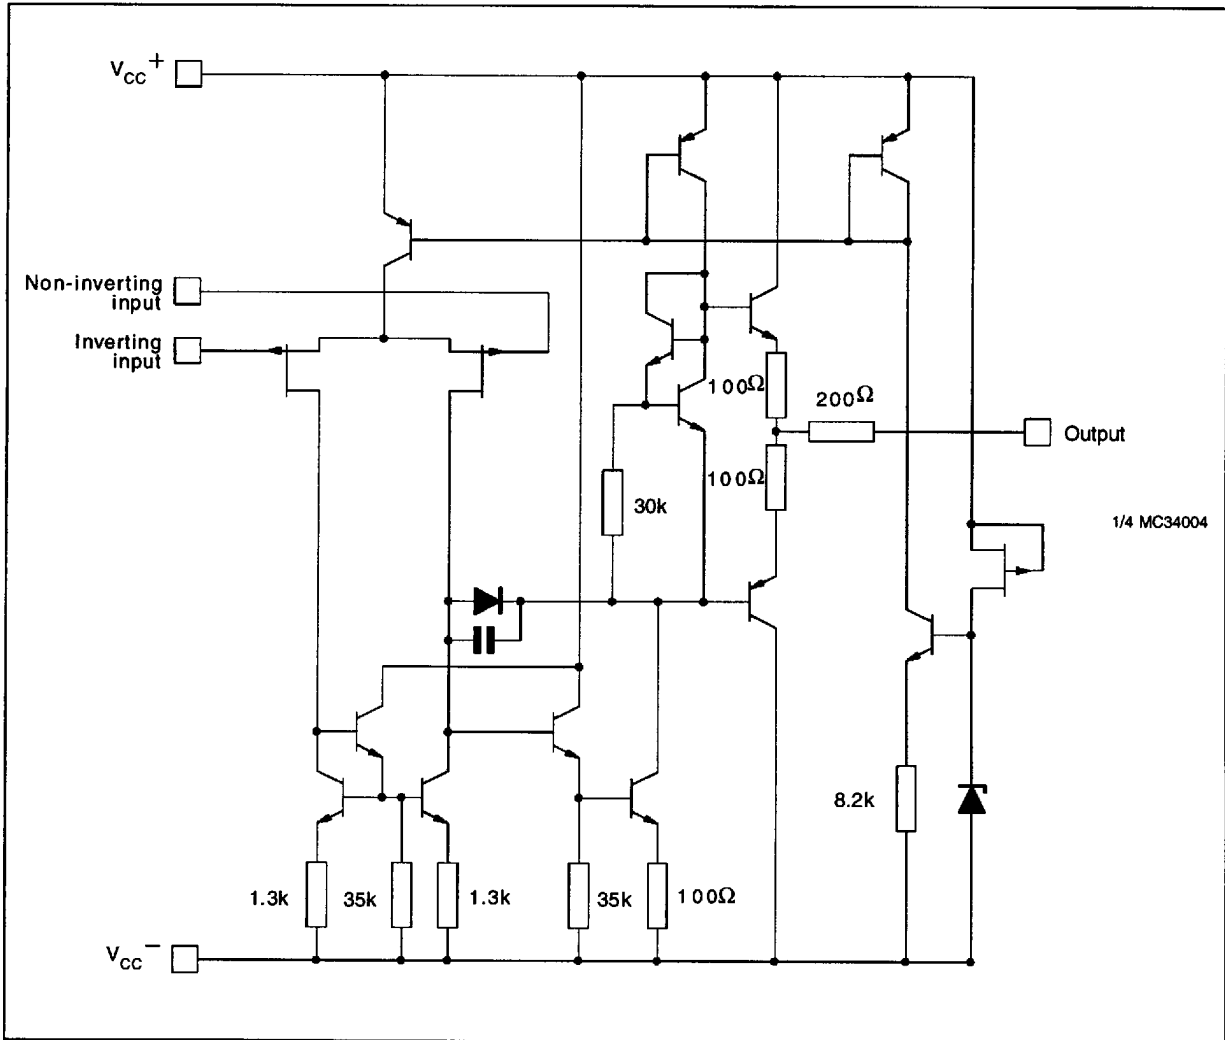 VCC+
Non-inverting
input
Inverting
input
100Ω
200Ω
Output
100Ω
30k
1/4 MC34004
8.2k
1.3k
35k
1.3k
35k
100Ω
VCC−